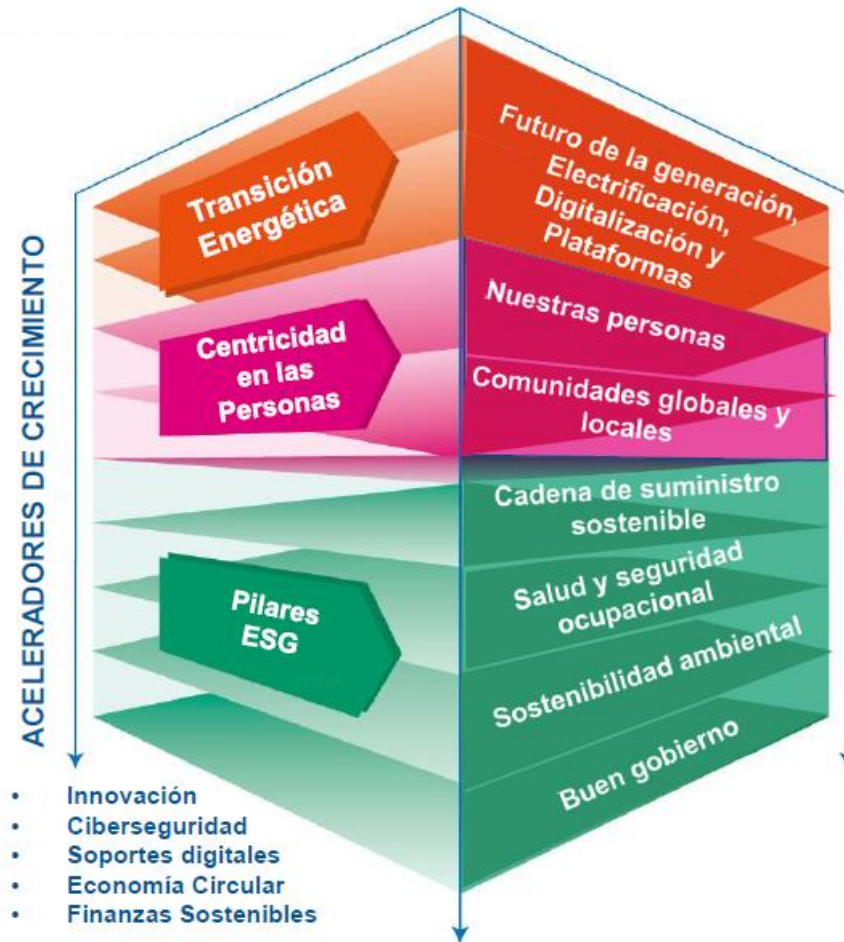 Transición
Energética
Futuro de la generación,
Electrificación,
Digitalización y
Plataformas
Centricidad
en las
Personas
Nuestras personas
Comunidades globales y
locales
Pilares
ESG
Cadena de suministro
sostenible
Salud y seguridad
ocupacional
Sostenibilidad ambiental
Buen gobierno
ACELERADORES DE CRECIMIENTO
• Innovación
• Ciberseguridad
• Soportes digitales
• Economía Circular
• Finanzas Sostenibles